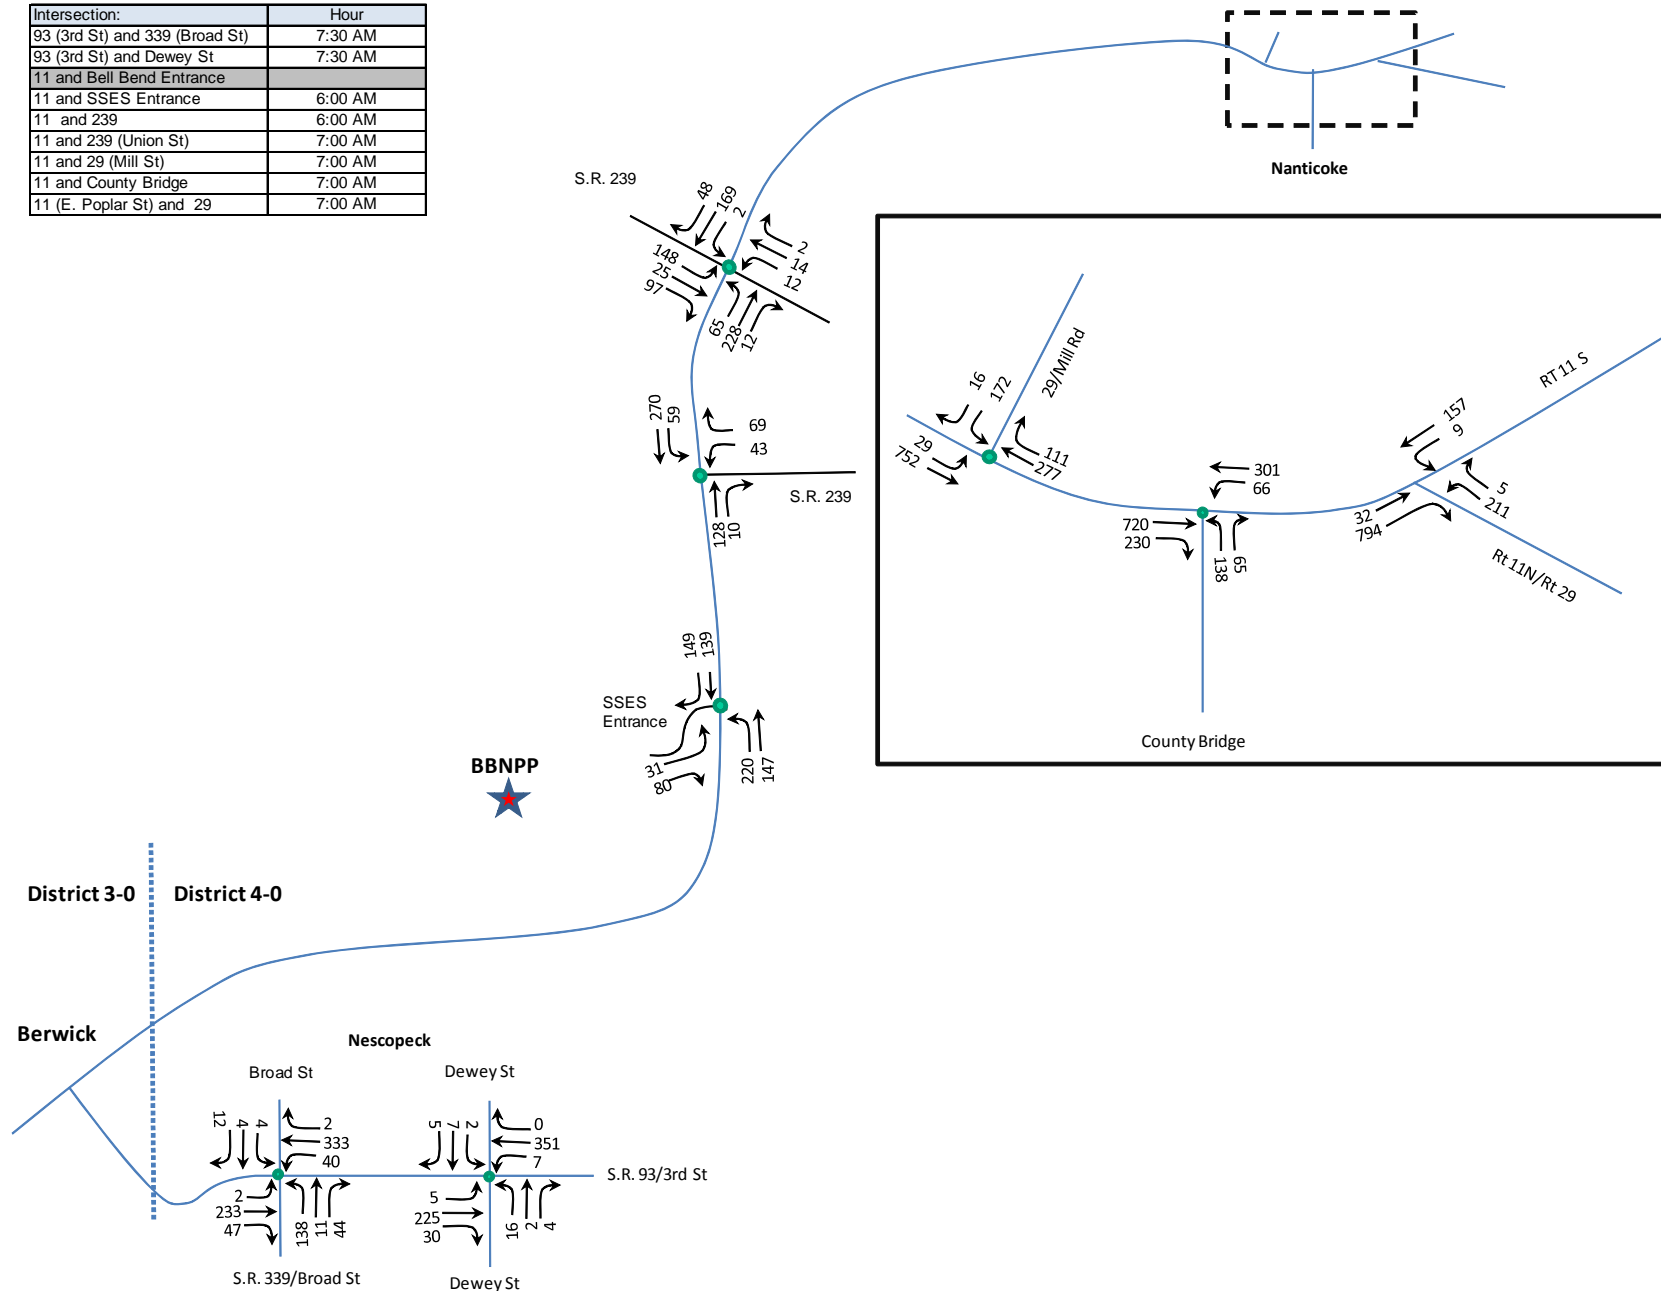 Intersection: Hour
93 (3rd St) and 339 (Broad St) 7:30 AM
93 (3rd St) and Dewey St 7:30 AM
11 and Bell Bend Entrance
11 and SSES Entrance 6:00 AM
11 and 239 6:00 AM
11 and 239 (Union St) 7:00 AM
11 and 29 (Mill St) 7:00 AM
11 and County Bridge 7:00 AM
11 (E. Poplar St) and 29 7:00 AM
Nanticoke
S.R. 239
48
169
2
2
14
12
148
25
97
65
228
12
270
59
69
43
S.R. 239
128
10
149
139
SSES
Entrance
31
80
220
147
BBNPP
29/Mill Rd
16
172
29
752
111
277
301
66
720
230
138
65
County Bridge
RT 11 S
157
9
5
211
32
794
Rt 11N/Rt 29
District 3-0
District 4-0
Berwick
Nescopeck
Broad St
12
4
4
2
333
40
2
233
47
138
11
44
S.R. 339/Broad St
Dewey St
5
7
2
0
351
7
5
225
30
16
2
4
S.R. 93/3rd St
Dewey St